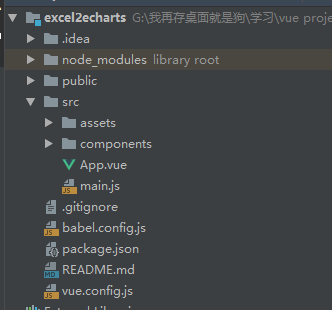 excel2echarts G:\我再存桌面就是狗\学习\vue proje
.idea
node_modules library root
public
src
assets
components
App.vue
main.js
.gitignore
babel.config.js
package.json
README.md
vue.config.js